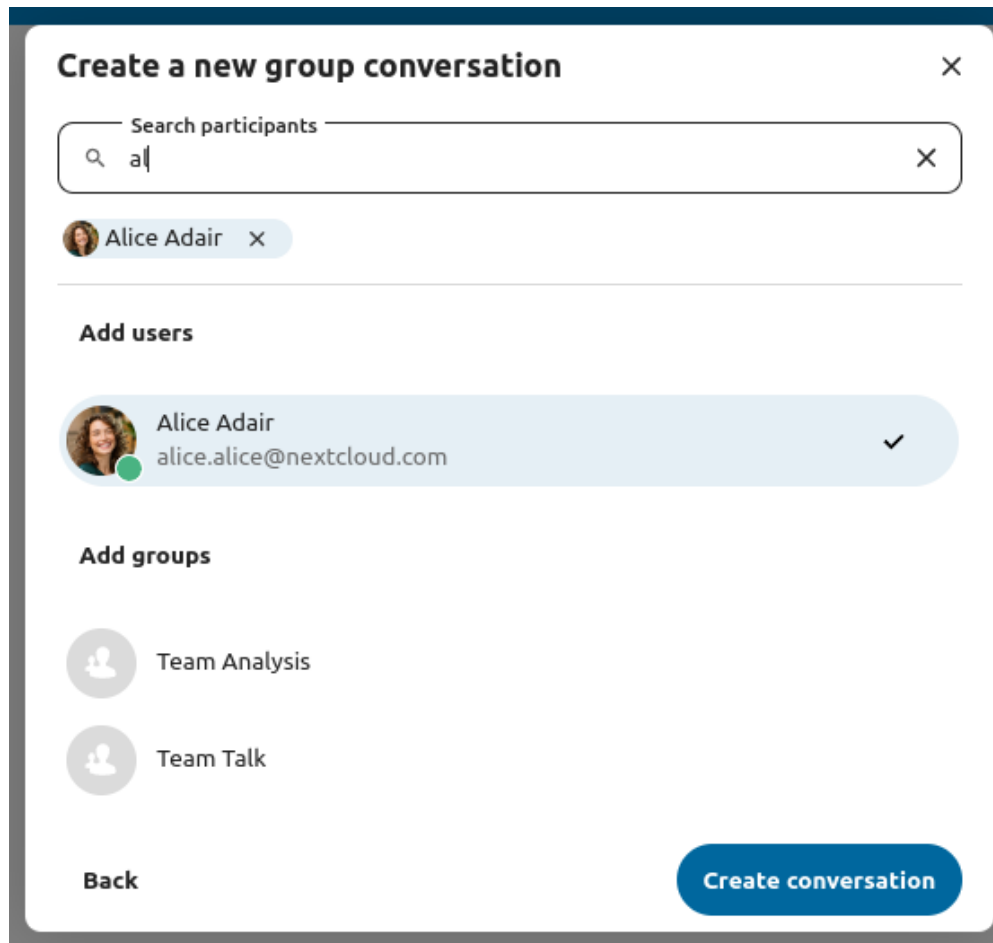 Create a new group conversation
Search participants
al
Alice Adair
Add users
Alice Adair
alice.alice@nextcloud.com
Add groups
Team Analysis
Team Talk
Back
Create conversation